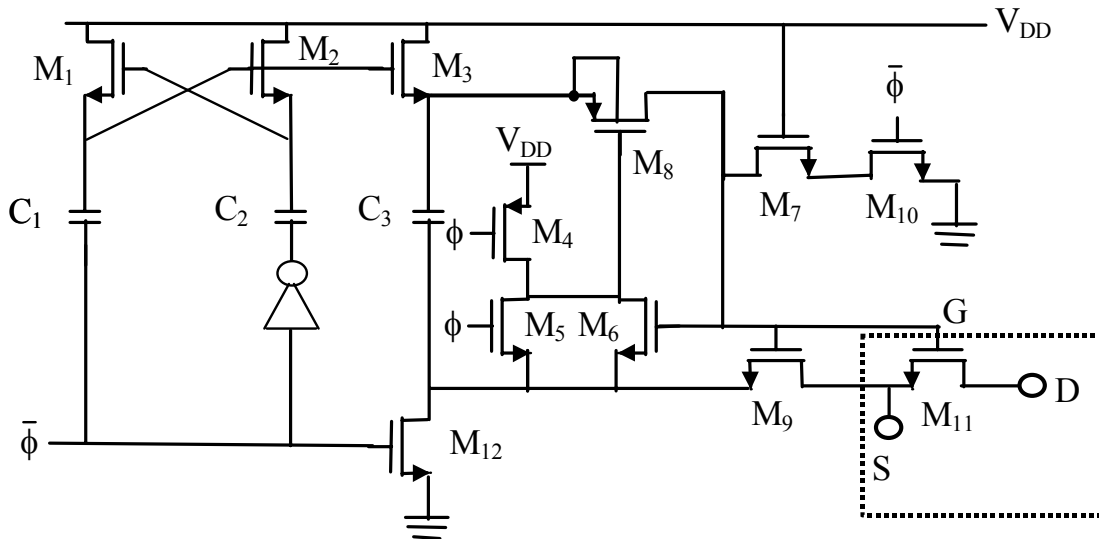 V_DD
M_1
M_2
M_3
φ̄
V_DD
M_8
C_1
C_2
C_3
φ
M_4
M_7
M_10
φ
M_5
M_6
G
φ̄
M_12
M_9
M_11
D
S